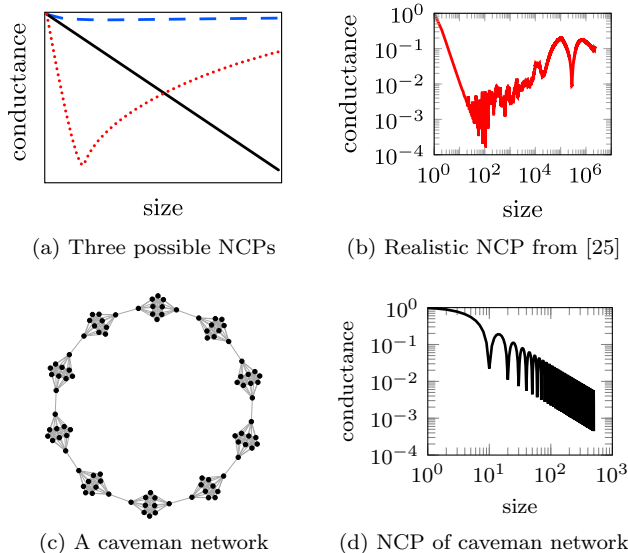 conductance
size
(a) Three possible NCPs
10^0
10^-1
10^-2
10^-3
10^-4
conductance
10^0 10^2 10^4 10^6
size
(b) Realistic NCP from [25]
(c) A caveman network
10^0
10^-1
10^-2
10^-3
10^-4
conductance
10^0 10^1 10^2 10^3
size
(d) NCP of caveman network